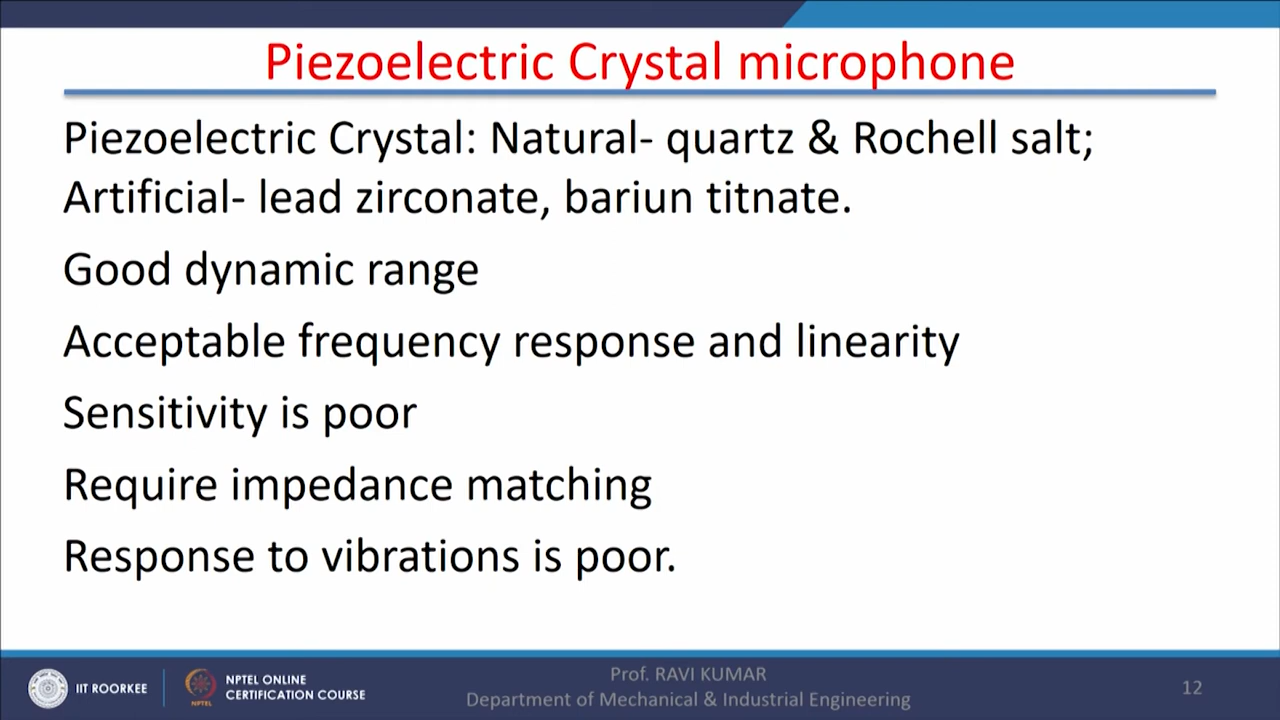 Piezoelectric Crystal microphone
Piezoelectric Crystal: Natural- quartz & Rochell salt;
Artificial- lead zirconate, bariun titnate.
Good dynamic range
Acceptable frequency response and linearity
Sensitivity is poor
Require impedance matching
Response to vibrations is poor.
IIT ROORKEE
NPTEL
NPTEL ONLINE
CERTIFICATION COURSE
Prof. RAVI KUMAR
Department of Mechanical & Industrial Engineering
12